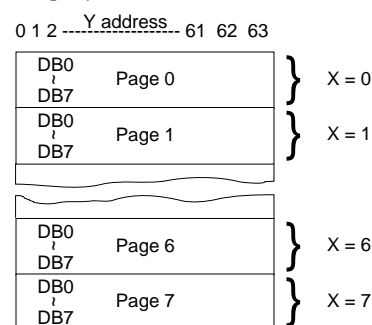 Y address
0 1 2 ------------------ 61 62 63
DB0
~
DB7
Page 0
X = 0
DB0
~
DB7
Page 1
X = 1
DB0
~
DB7
Page 6
X = 6
DB0
~
DB7
Page 7
X = 7